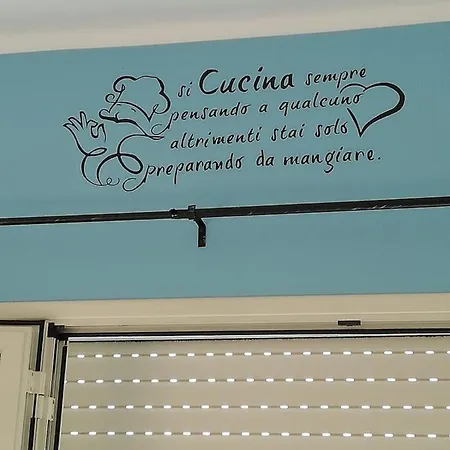 si Cucina sempre
pensando a qualcuno
altrimenti stai solo
preparando da mangiare.